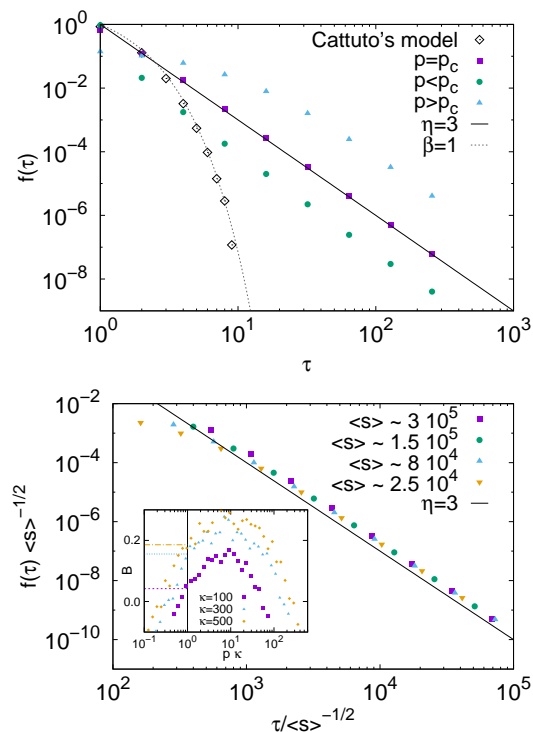 10^0
10^-2
10^-4
10^-6
10^-8
f(τ)
Cattuto's model
p=p_c
p<p_c
p>p_c
η=3
β=1
10^0 10^1 10^2 10^3
τ
10^-2
10^-4
10^-6
10^-8
10^-10
f(τ) <s>^-1/2
<s> ~ 3 10^5
<s> ~ 1.5 10^5
<s> ~ 8 10^4
<s> ~ 2.5 10^4
η=3
0.2
0.0
B
κ=100
κ=300
κ=500
10^-1 10^0 10^1 10^2
p κ
10^2 10^3 10^4 10^5
τ/<s>^-1/2